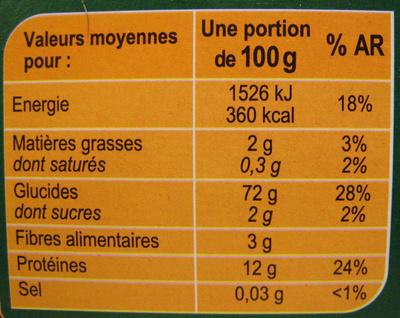 Valeurs moyennes pour :
Une portion de 100 g
% AR
Energie
1526 kJ
360 kcal
18%
Matières grasses 2 g 3%
dont saturés 0,3 g 2%
Glucides 72 g 28%
dont sucres 2 g 2%
Fibres alimentaires 3 g
Protéines 12 g 24%
Sel 0,03 g <1%